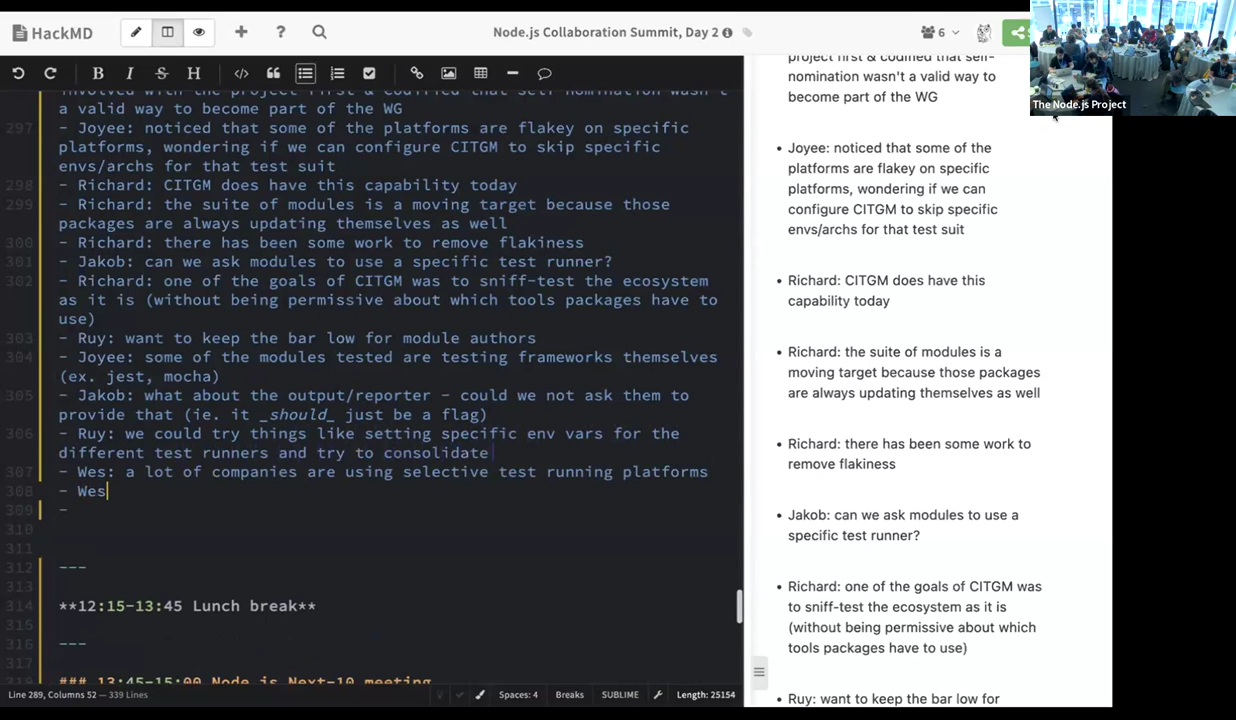 HackMD
Node.js Collaboration Summit, Day 2
6
The Node.js Project
a valid way to become part of the WG
297 - Joyee: noticed that some of the platforms are flakey on specific
platforms, wondering if we can configure CITGM to skip specific
envs/archs for that test suit
298 - Richard: CITGM does have this capability today
299 - Richard: the suite of modules is a moving target because those
packages are always updating themselves as well
300 - Richard: there has been some work to remove flakiness
301 - Jakob: can we ask modules to use a specific test runner?
302 - Richard: one of the goals of CITGM was to sniff-test the ecosystem
as it is (without being permissive about which tools packages have to
use)
303 - Ruy: want to keep the bar low for module authors
304 - Joyee: some of the modules tested are testing frameworks themselves
(ex. jest, mocha)
305 - Jakob: what about the output/reporter - could we not ask them to
provide that (ie. it _should_ just be a flag)
306 - Ruy: we could try things like setting specific env vars for the
different test runners and try to consolidate
307 - Wes: a lot of companies are using selective test running platforms
308 - Wes
309 -
310
311
312 ---
313
314 **12:15-13:45 Lunch break**
315
316 ---
317
### 13:45-15:00 Node is Next-10 meeting
Line 289, Columns 52 — 339 Lines
Spaces: 4
Breaks
SUBLIME
Length: 25154
project first & codified that self-
nomination wasn't a valid way to
become part of the WG
• Joyee: noticed that some of the
platforms are flakey on specific
platforms, wondering if we can
configure CITGM to skip specific
envs/archs for that test suit
• Richard: CITGM does have this
capability today
• Richard: the suite of modules is a
moving target because those packages
are always updating themselves as well
• Richard: there has been some work to
remove flakiness
• Jakob: can we ask modules to use a
specific test runner?
• Richard: one of the goals of CITGM was
to sniff-test the ecosystem as it is
(without being permissive about which
tools packages have to use)
• Ruy: want to keep the bar low for